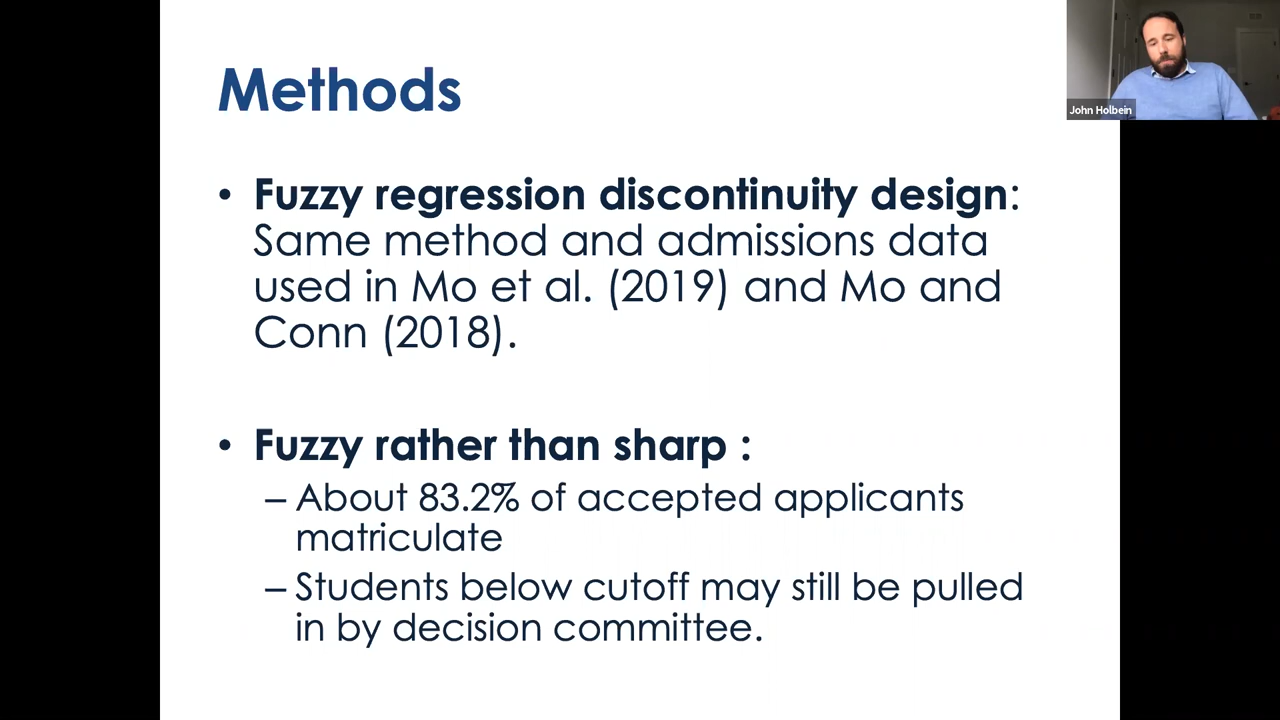 Methods
John Holbein
• Fuzzy regression discontinuity design:
Same method and admissions data
used in Mo et al. (2019) and Mo and
Conn (2018).
• Fuzzy rather than sharp :
– About 83.2% of accepted applicants
matriculate
– Students below cutoff may still be pulled
in by decision committee.